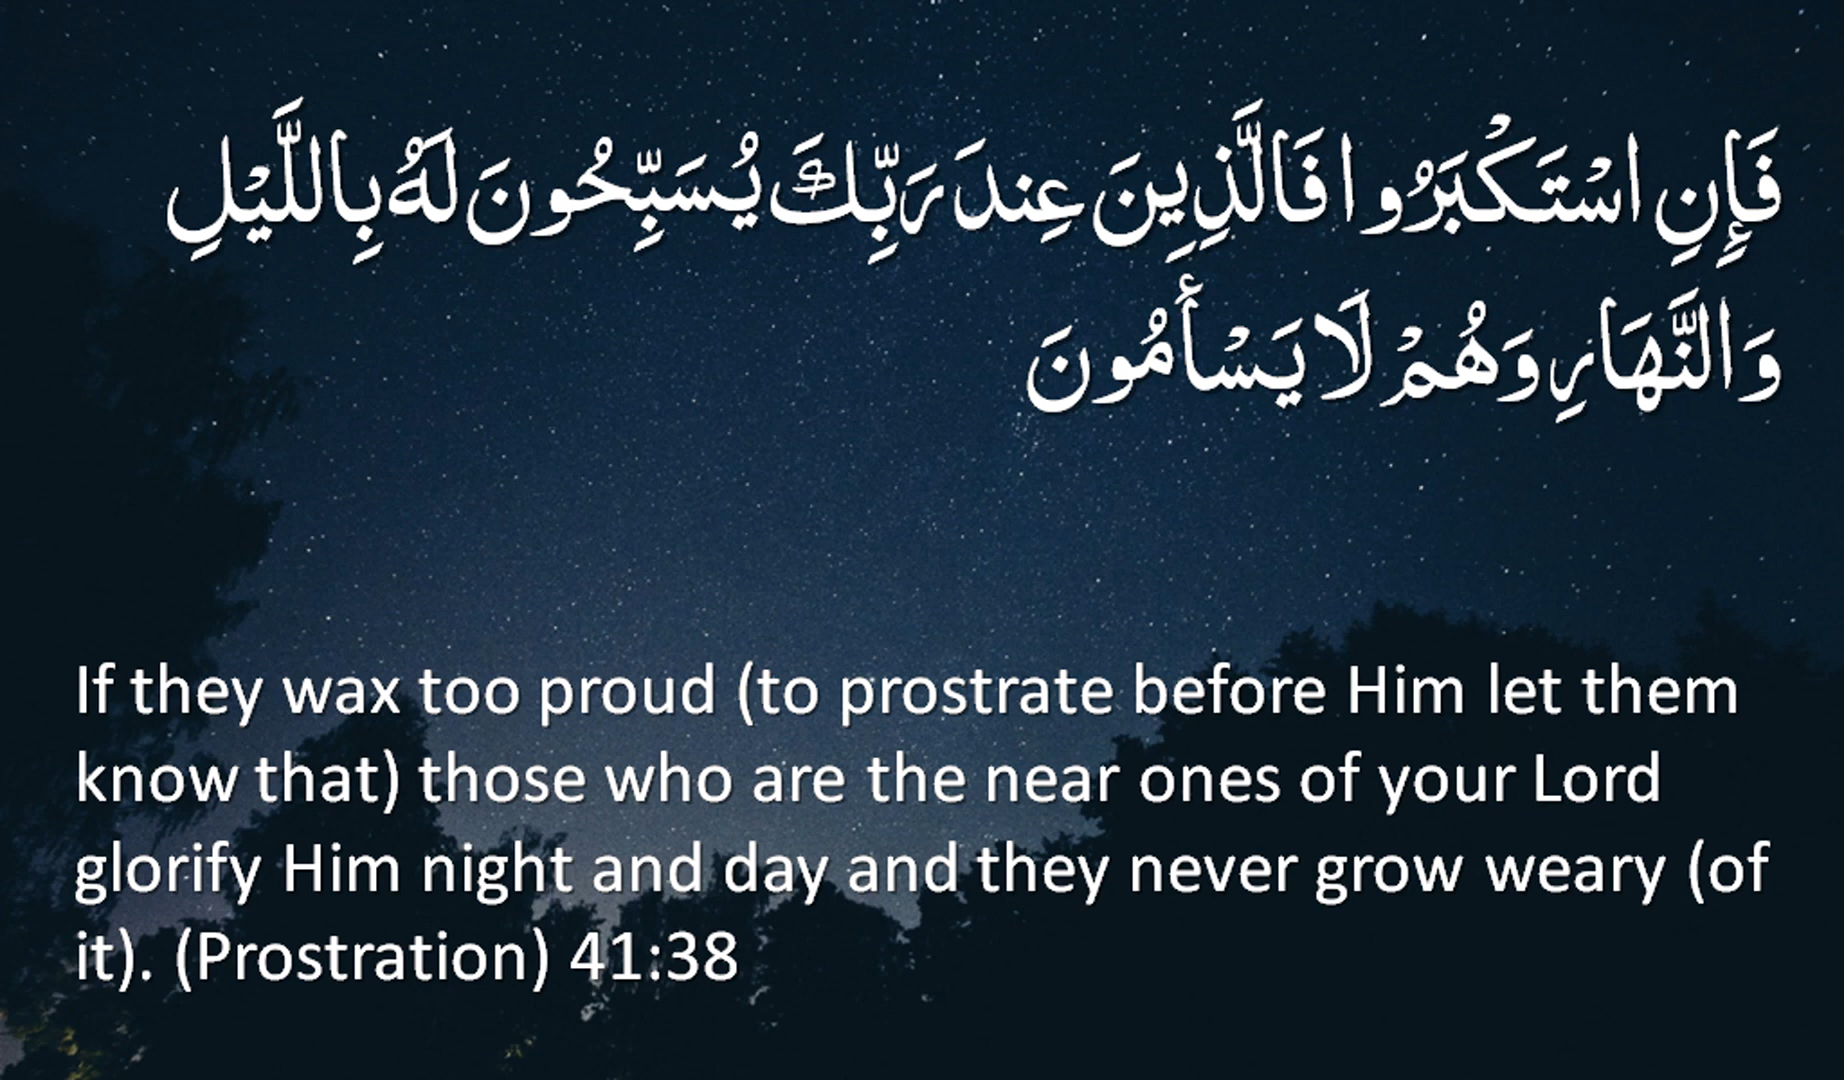 فَإِنِ اسْتَكْبَرُوا فَالَّذِينَ عِندَ رَبِّكَ يُسَبِّحُونَ لَهُ بِاللَّيْلِ
وَالنَّهَارِ وَهُمْ لَا يَسْأَمُونَ
If they wax too proud (to prostrate before Him let them
know that) those who are the near ones of your Lord
glorify Him night and day and they never grow weary (of
it). (Prostration) 41:38